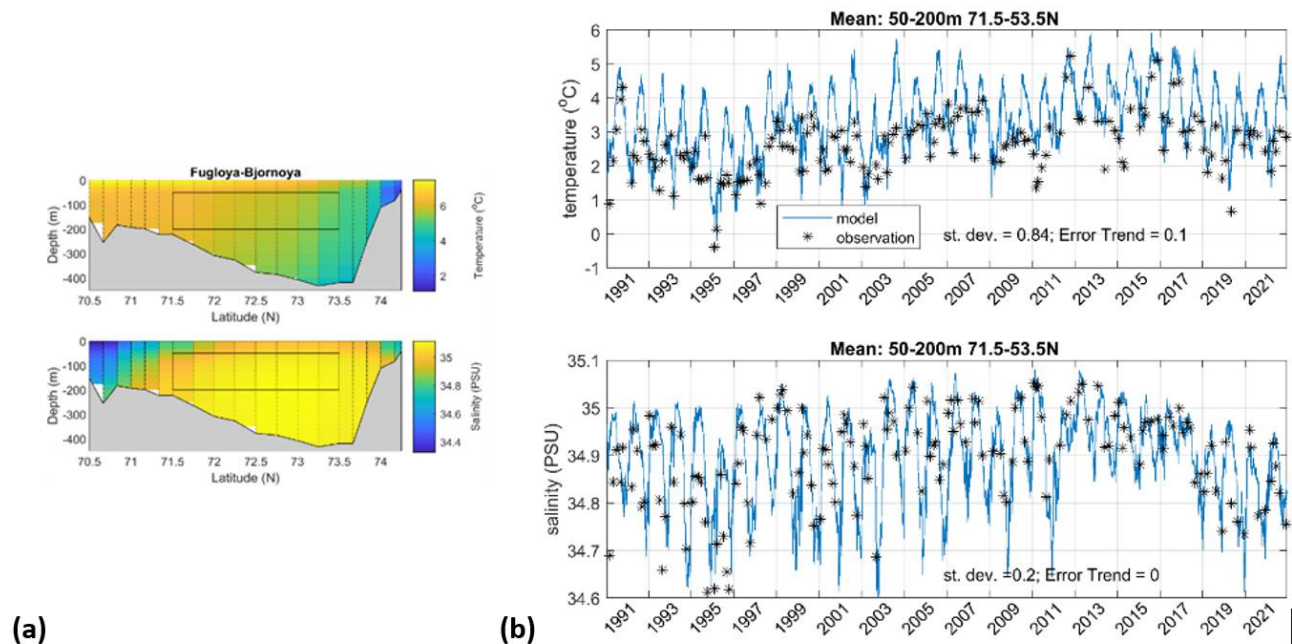 Fugloya-Bjornoya
0
-100
-200
-300
-400
Depth (m)
70.5 71 71.5 72 72.5 73 73.5 74
Latitude (N)
6
4
2
Temperature (°C)
0
-100
-200
-300
-400
Depth (m)
70.5 71 71.5 72 72.5 73 73.5 74
Latitude (N)
35
34.8
34.6
34.4
Salinity (PSU)
(a)
Mean: 50-200m 71.5-53.5N
6
5
4
3
2
1
0
-1
temperature (°C)
model
observation
st. dev. = 0.84; Error Trend = 0.1
1991 1993 1995 1997 1999 2001 2003 2005 2007 2009 2011 2013 2015 2017 2019 2021
Mean: 50-200m 71.5-53.5N
35.1
35
34.9
34.8
34.7
34.6
salinity (PSU)
st. dev. =0.2; Error Trend = 0
1991 1993 1995 1997 1999 2001 2003 2005 2007 2009 2011 2013 2015 2017 2019 2021
(b)